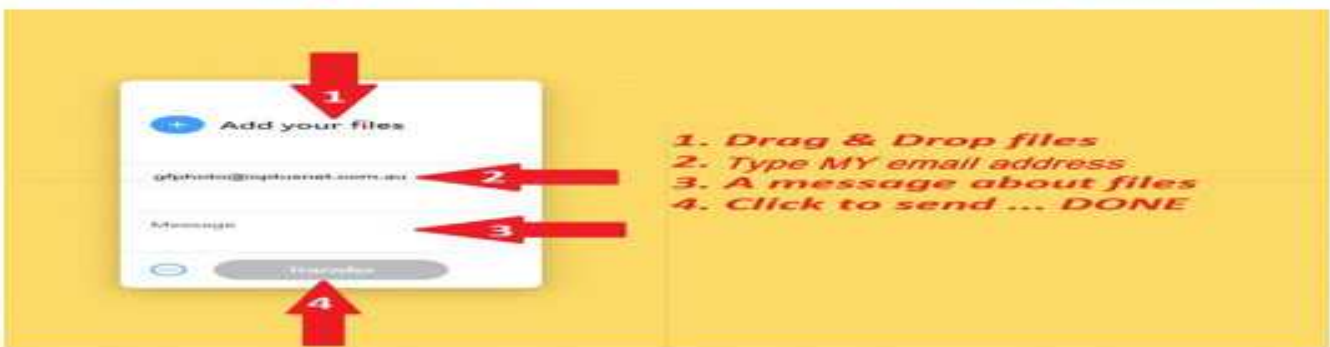 1
+ Add your files
2
3
Message
Transfer
4
1. Drag & Drop files
2. Type MY email address
3. A message about files
4. Click to send ... DONE